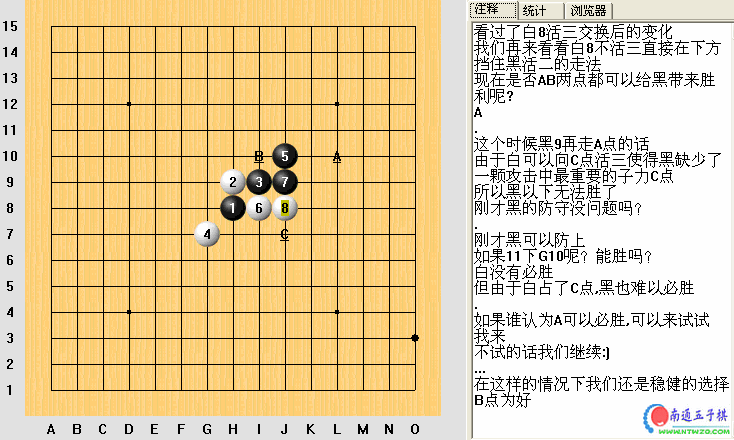 注释 统计 浏览器
看过了白8活三交换后的变化
我们再来看看白8不活三直接在下方
挡住黑活二的走法
现在是否AB两点都可以给黑带来胜
利呢?
A
.
这个时候黑9再走A点的话
由于白可以向C点活三使得黑缺少了
一颗攻击中最重要的子力C点
所以黑以下无法胜了
刚才黑的防守没问题吗?
.
刚才黑可以防上
如果11下G10呢? 能胜吗?
白没有必胜
但由于白占了C点,黑也难以必胜
.
如果谁认为A可以必胜,可以来试试
我来
不试的话我们继续:)
...
在这样的情况下我们还是稳健的选择
B点为好
15
14
13
12
11
10 B 5 A
9 2 3 7
8 1 6 8
7 4 C
6
5
4
3
2
1
A B C D E F G H I J K L M N O
南通五子棋
WWW.NTWZQ.COM